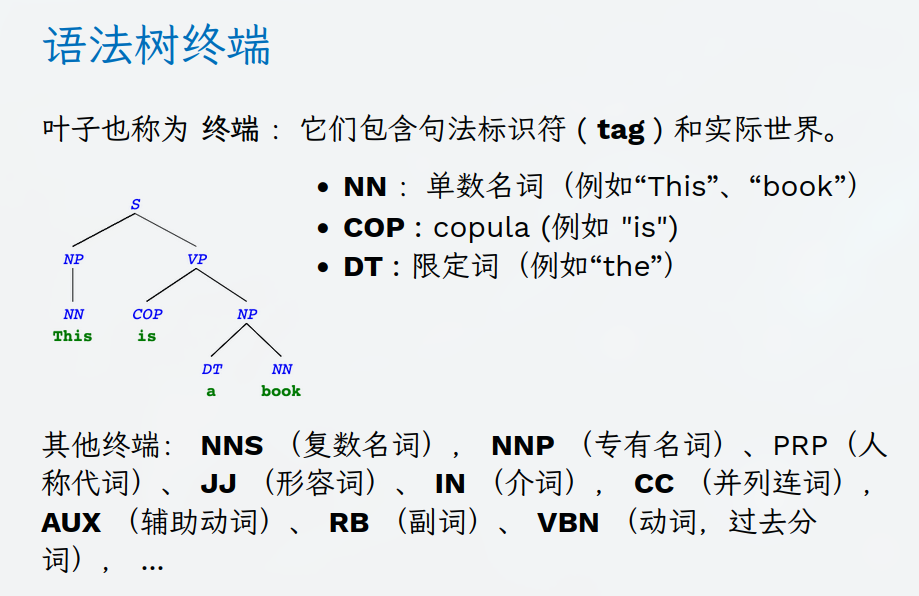 语法树终端
叶子也称为 终端 ： 它们包含句法标识符 ( tag ) 和实际世界。
• NN ： 单数名词（例如“This”、“book”）
• COP : copula (例如 "is")
• DT : 限定词（例如“the”）
S
NP VP
NN COP NP
This is
DT NN
a book
其他终端： NNS （复数名词）， NNP （专有名词）、PRP（人
称代词）、 JJ （形容词）、 IN （介词）， CC （并列连词）,
AUX （辅助动词）、 RB （副词）、 VBN （动词，过去分
词）， ...